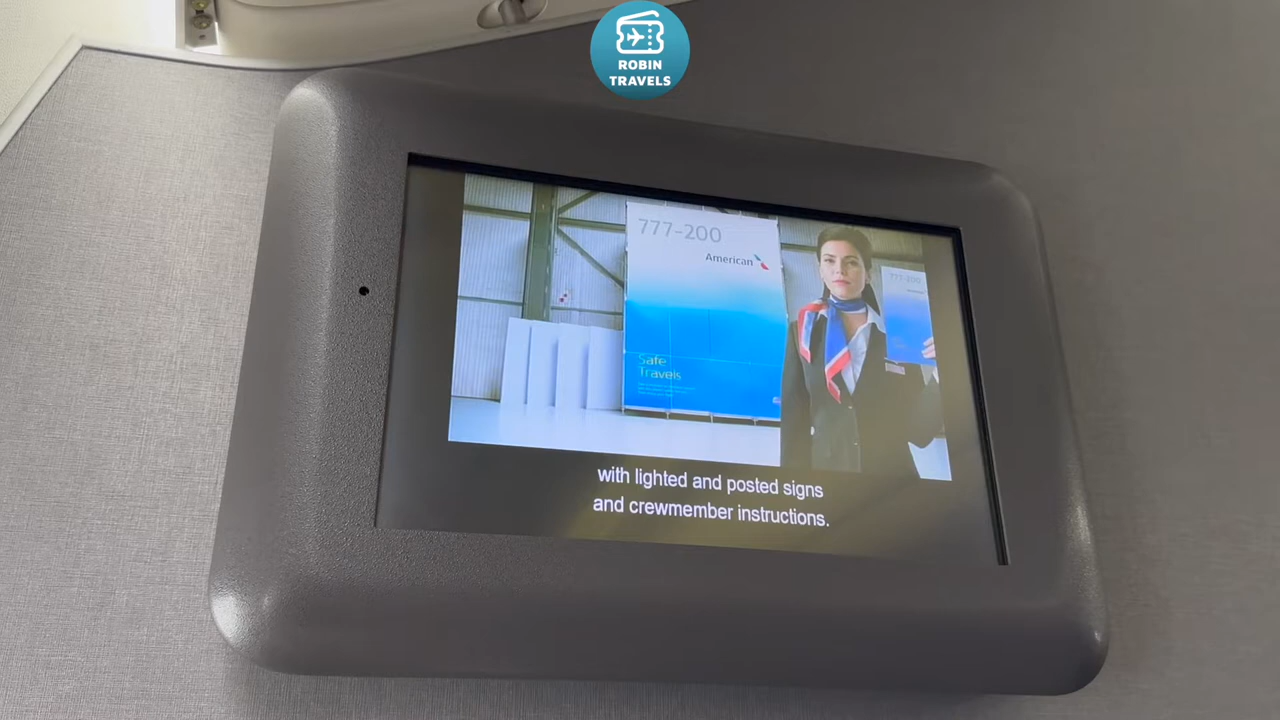 ROBIN
TRAVELS
777-200
American
777-200
Safe
Travels
with lighted and posted signs
and crewmember instructions.